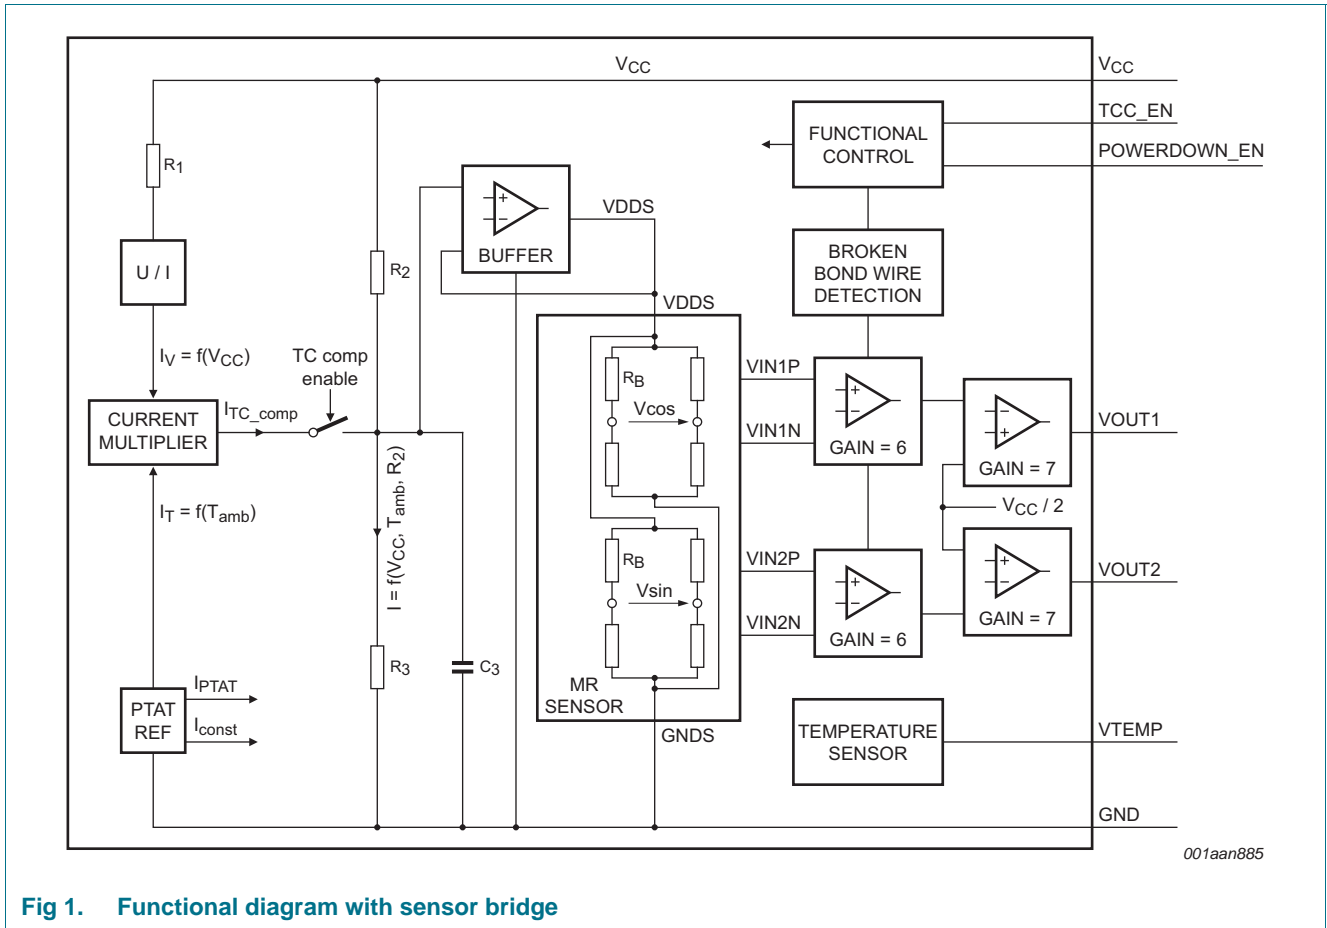 VCC
VCC
TCC_EN
FUNCTIONAL
CONTROL
POWERDOWN_EN
R1
VDDS
BUFFER
BROKEN
BOND WIRE
DETECTION
U / I
R2
VDDS
IV = f(VCC)
TC comp
enable
VIN1P
RB
ITC_comp
Vcos
CURRENT
MULTIPLIER
VIN1N
VOUT1
GAIN = 6
GAIN = 7
IT = f(Tamb)
I = f(VCC, Tamb, R2)
VCC / 2
RB
VIN2P
VOUT2
Vsin
VIN2N
GAIN = 7
GAIN = 6
R3
C3
IPTAT
PTAT
REF
Iconst
MR
SENSOR
GNDS
TEMPERATURE
SENSOR
VTEMP
GND
001aan885
Fig 1. Functional diagram with sensor bridge